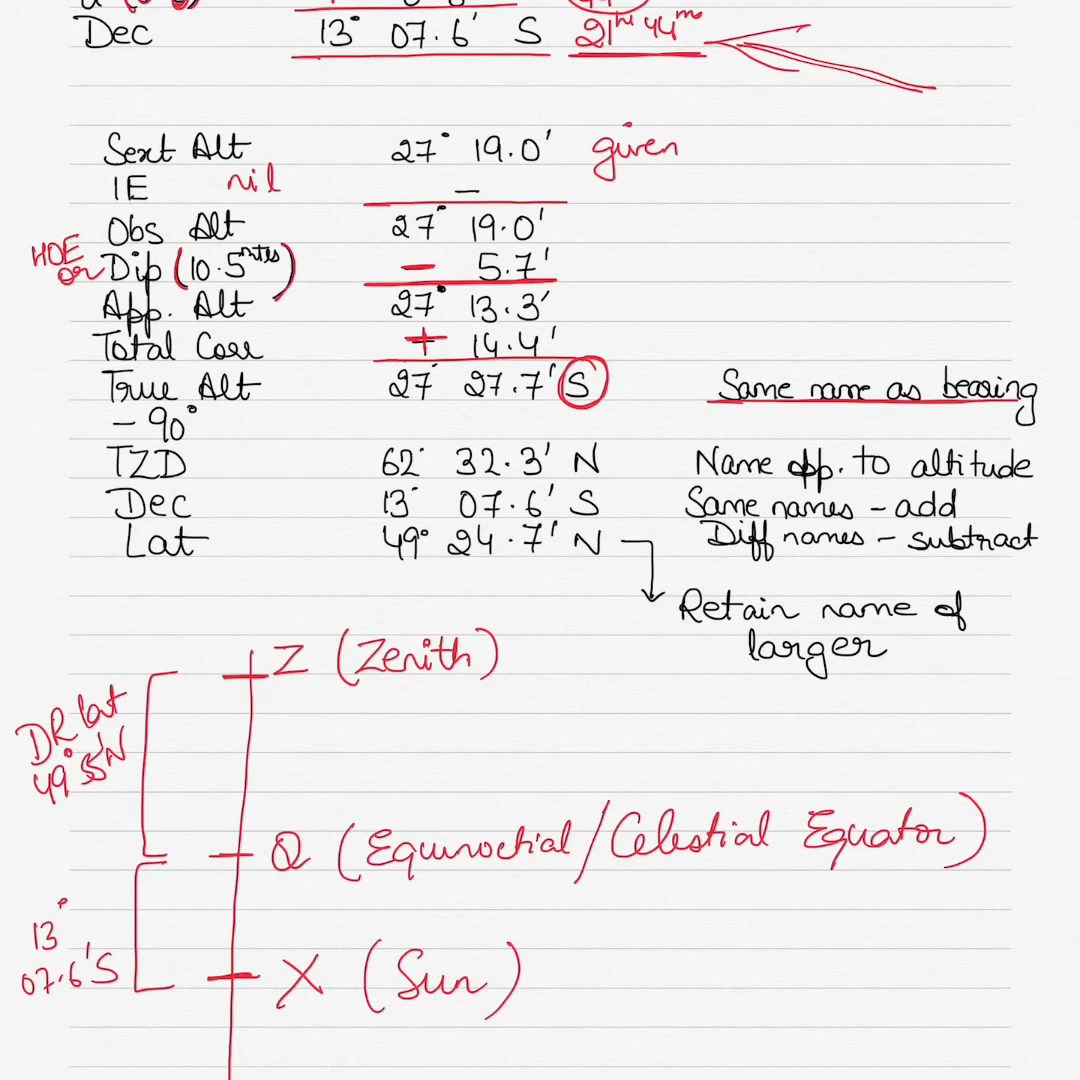 Dec 13° 07.6' S 21ʰʳ 44ᵐ
Sext Alt 27° 19.0' given
IE nil –
Obs Alt 27° 19.0'
HOE or Dip (10.5ᵐᵗˢ) – 5.7'
App. Alt 27° 13.3'
Total Corr + 14.4'
True Alt 27° 27.7' S Same name as bearing
– 90°
TZD 62° 32.3' N Name opp. to altitude
Dec 13° 07.6' S Same names – add
Lat 49° 24.7' N Diff names – subtract
Retain name of
larger
Z (Zenith)
DR lat
49° 55'N
Q (Equinoctial/Celestial Equator)
13°
07.6'S
X (Sun)